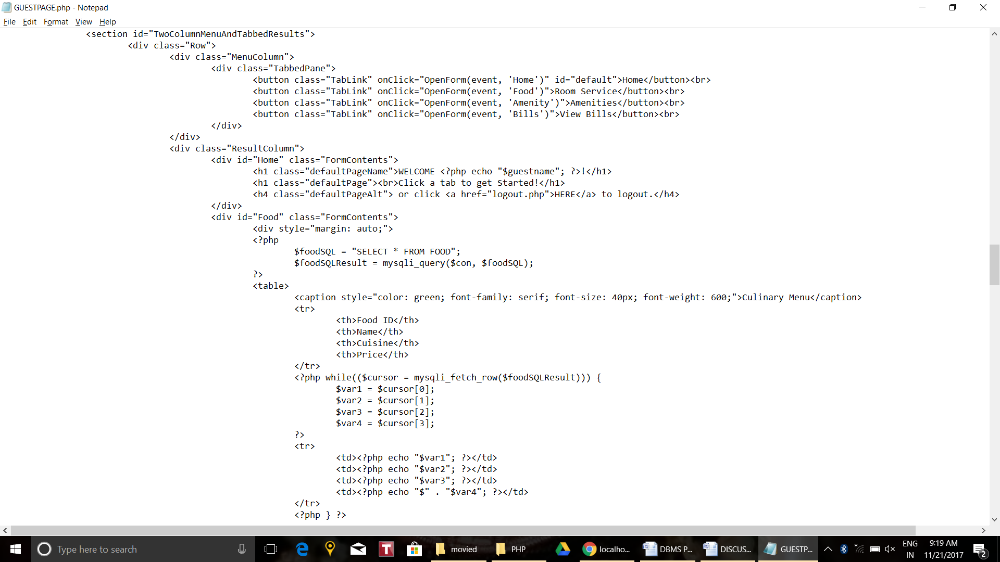 GUESTPAGE.php - Notepad
File Edit Format View Help
<section id="TwoColumnMenuAndTabbedResults">
<div class="Row">
<div class="MenuColumn">
<div class="TabbedPane">
<button class="TabLink" onClick="OpenForm(event, 'Home')" id="default">Home</button><br>
<button class="TabLink" onClick="OpenForm(event, 'Food')">Room Service</button><br>
<button class="TabLink" onClick="OpenForm(event, 'Amenity')">Amenities</button><br>
<button class="TabLink" onClick="OpenForm(event, 'Bills')">View Bills</button><br>
</div>
</div>
<div class="ResultColumn">
<div id="Home" class="FormContents">
<h1 class="defaultPageName">WELCOME <?php echo "$guestname"; ?>!</h1>
<h1 class="defaultPage"><br>Click a tab to get Started!</h1>
<h4 class="defaultPageAlt"> or click <a href="logout.php">HERE</a> to logout.</h4>
</div>
<div id="Food" class="FormContents">
<div style="margin: auto;">
<?php
$foodSQL = "SELECT * FROM FOOD";
$foodSQLResult = mysqli_query($con, $foodSQL);
?>
<table>
<caption style="color: green; font-family: serif; font-size: 40px; font-weight: 600;">Culinary Menu</caption>
<tr>
<th>Food ID</th>
<th>Name</th>
<th>Cuisine</th>
<th>Price</th>
</tr>
<?php while(($cursor = mysqli_fetch_row($foodSQLResult))) {
$var1 = $cursor[0];
$var2 = $cursor[1];
$var3 = $cursor[2];
$var4 = $cursor[3];
?>
<tr>
<td><?php echo "$var1"; ?></td>
<td><?php echo "$var2"; ?></td>
<td><?php echo "$var3"; ?></td>
<td><?php echo "$" . "$var4"; ?></td>
</tr>
<?php } ?>
Type here to search
T
movied
PHP
localho...
DBMS P...
DISCUS...
GUESTP...
ENG
IN
9:19 AM
11/21/2017
2